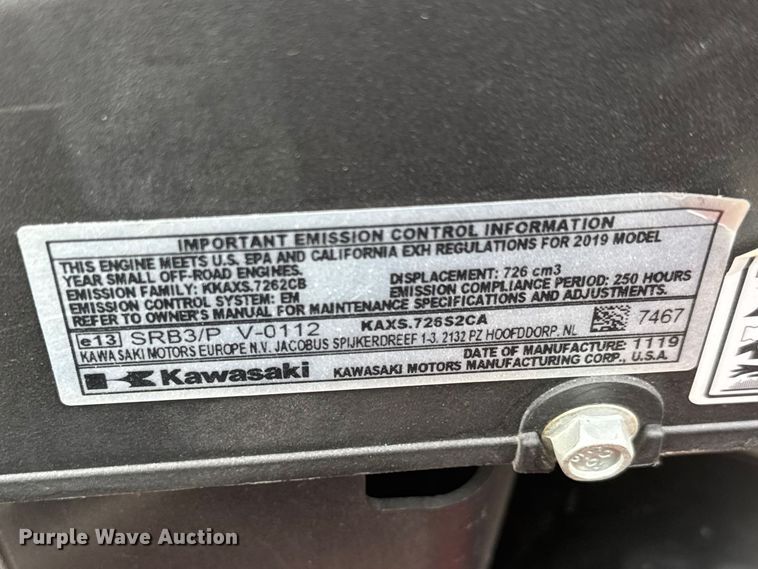 IMPORTANT EMISSION CONTROL INFORMATION
THIS ENGINE MEETS U.S. EPA AND CALIFORNIA EXH REGULATIONS FOR 2019 MODEL
YEAR SMALL OFF-ROAD ENGINES.
EMISSION FAMILY: KKAXS.7262CB DISPLACEMENT: 726 cm3
EMISSION CONTROL SYSTEM: EM EMISSION COMPLIANCE PERIOD: 250 HOURS
REFER TO OWNER'S MANUAL FOR MAINTENANCE SPECIFICATIONS AND ADJUSTMENTS.
KAXS.726S2CA
e13 SRB3/P V-0112 7467
KAWASAKI MOTORS EUROPE N.V. JACOBUS SPIJKERDREEF 1-3, 2132 PZ HOOFDDORP. NL
DATE OF MANUFACTURE: 1119
Kawasaki KAWASAKI MOTORS MANUFACTURING CORP., U.S.A.
Purple Wave Auction